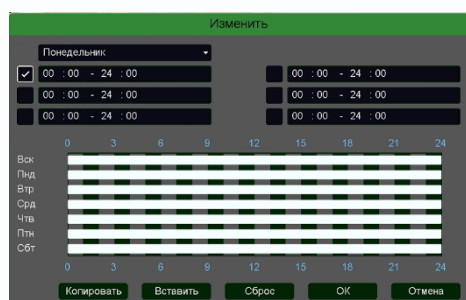 Изменить
Понедельник
00 :00 - 24 :00 00 :00 - 24 :00
00 :00 - 24 :00 00 :00 - 24 :00
00 :00 - 24 :00 00 :00 - 24 :00
0 3 6 9 12 15 18 21 24
Вск
Пнд
Втр
Срд
Чтв
Птн
Сбт
0 3 6 9 12 15 18 21 24
Копировать Вставить Сброс ОК Отмена